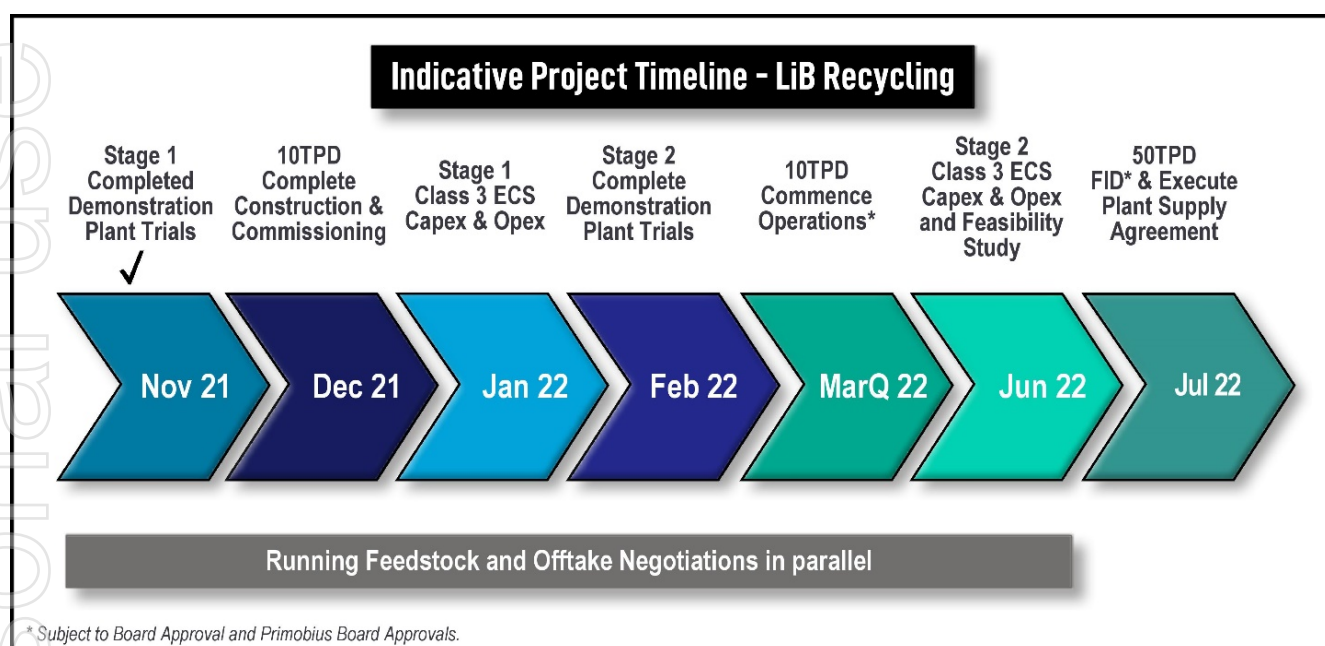 Indicative Project Timeline - LiB Recycling
Stage 1
Completed
Demonstration
Plant Trials
10TPD
Complete
Construction &
Commissioning
Stage 1
Class 3 ECS
Capex & Opex
Stage 2
Complete
Demonstration
Plant Trials
10TPD
Commence
Operations*
Stage 2
Class 3 ECS
Capex & Opex
and Feasibility
Study
50TPD
FID* & Execute
Plant Supply
Agreement
Nov 21
Dec 21
Jan 22
Feb 22
MarQ 22
Jun 22
Jul 22
Running Feedstock and Offtake Negotiations in parallel
* Subject to Board Approval and Primobius Board Approvals.